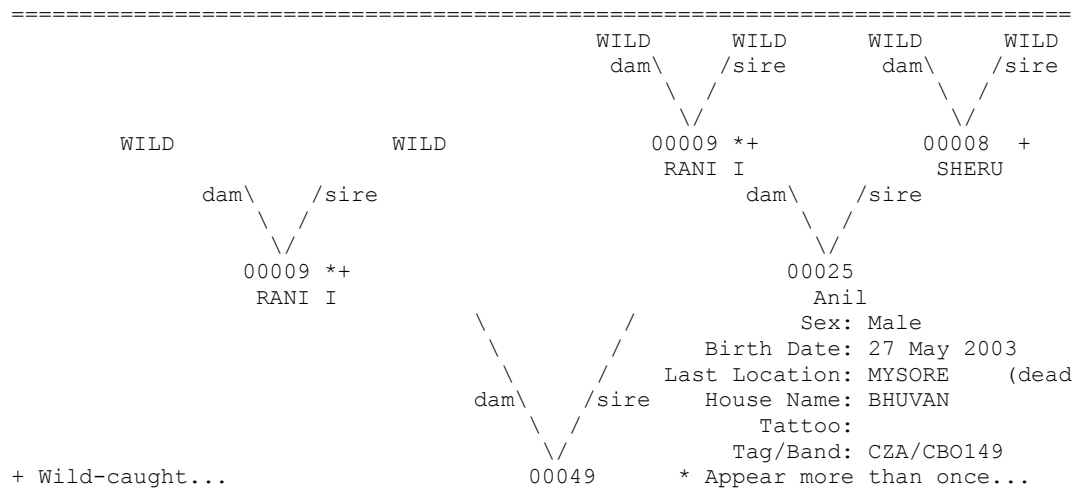 ===============================================================================
WILD WILD WILD WILD
dam\ /sire dam\ /sire
\ / \ /
\/ \/
WILD WILD 00009 *+ 00008 +
RANI I SHERU
dam\ /sire dam\ /sire
\ / \ /
\/ \/
00009 *+ 00025
RANI I Anil
\ / Sex: Male
\ / Birth Date: 27 May 2003
\ / Last Location: MYSORE (dead
dam\ /sire House Name: BHUVAN
\ / Tattoo:
\/ Tag/Band: CZA/CBO149
+ Wild-caught... 00049 * Appear more than once...